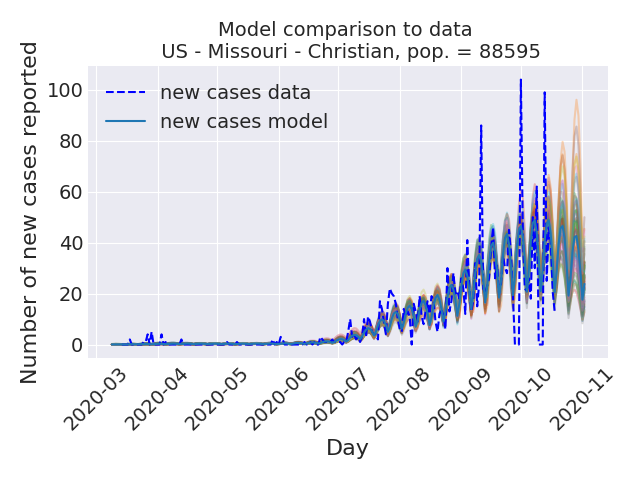 Model comparison to data
US - Missouri - Christian, pop. = 88595
Number of new cases reported
100
80
60
40
20
0
new cases data
new cases model
2020-03
2020-04
2020-05
2020-06
2020-07
2020-08
2020-09
2020-10
2020-11
Day